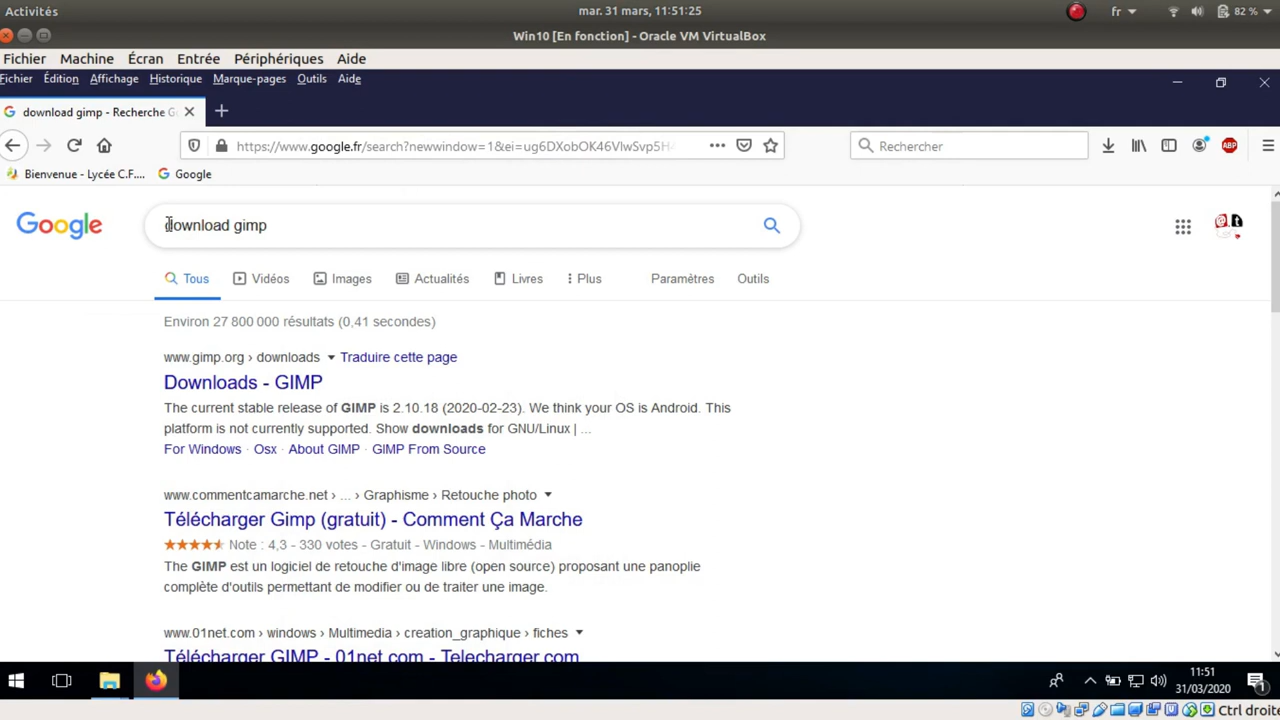 Activités
mar. 31 mars, 11:51:25
fr
82 %
Win10 [En fonction] - Oracle VM VirtualBox
Fichier Machine Écran Entrée Périphériques Aide
Fichier Édition Affichage Historique Marque-pages Outils Aide
download gimp - Recherche G
https://www.google.fr/search?newwindow=1&ei=ug6DXobOK46VlwSvp5H
Rechercher
ABP
Bienvenue - Lycée C.F....
Google
Google
download gimp
Tous Vidéos Images Actualités Livres Plus Paramètres Outils
Environ 27 800 000 résultats (0,41 secondes)
www.gimp.org › downloads Traduire cette page
Downloads - GIMP
The current stable release of GIMP is 2.10.18 (2020-02-23). We think your OS is Android. This
platform is not currently supported. Show downloads for GNU/Linux | ...
For Windows · Osx · About GIMP · GIMP From Source
www.commentcamarche.net › ... › Graphisme › Retouche photo
Télécharger Gimp (gratuit) - Comment Ça Marche
Note : 4,3 - 330 votes - Gratuit - Windows - Multimédia
The GIMP est un logiciel de retouche d'image libre (open source) proposant une panoplie
complète d'outils permettant de modifier ou de traiter une image.
www.01net.com › windows › Multimedia › creation_graphique › fiches
Télécharger GIMP - 01net.com - Telecharger.com
11:51
31/03/2020
1
Ctrl droite